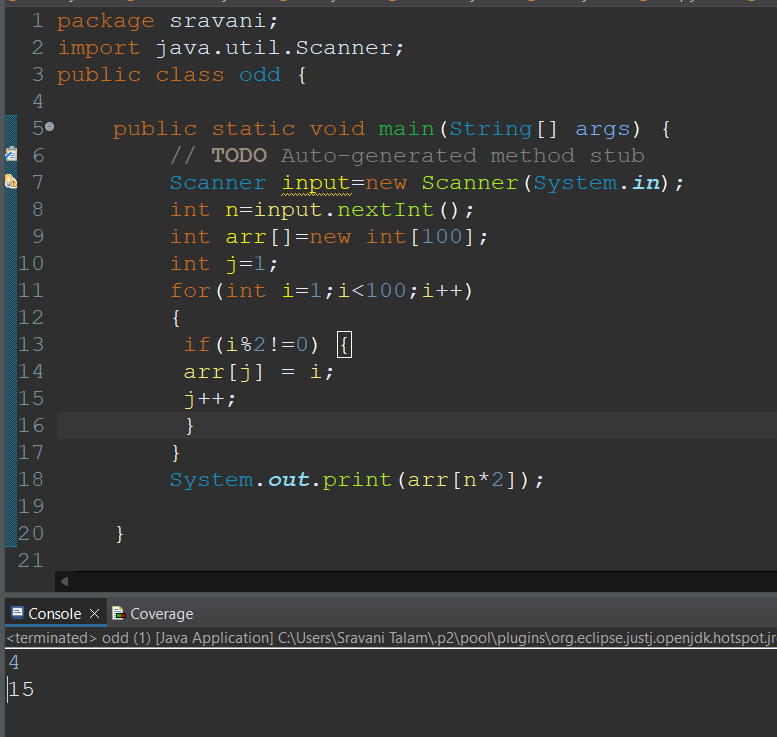 1 package sravani;
2 import java.util.Scanner;
3 public class odd {
4
5     public static void main(String[] args) {
6         // TODO Auto-generated method stub
7         Scanner input=new Scanner(System.in);
8         int n=input.nextInt();
9         int arr[]=new int[100];
10         int j=1;
11         for(int i=1;i<100;i++)
12         {
13          if(i%2!=0) {
14          arr[j] = i;
15          j++;
16          }
17         }
18         System.out.print(arr[n*2]);
19
20     }
21
Console Coverage
<terminated> odd (1) [Java Application] C:\Users\Sravani Talam\.p2\pool\plugins\org.eclipse.justj.openjdk.hotspot.jr
4
15